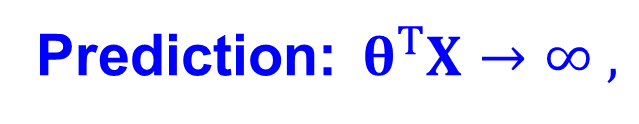 Prediction: θᵀX → ∞ ,